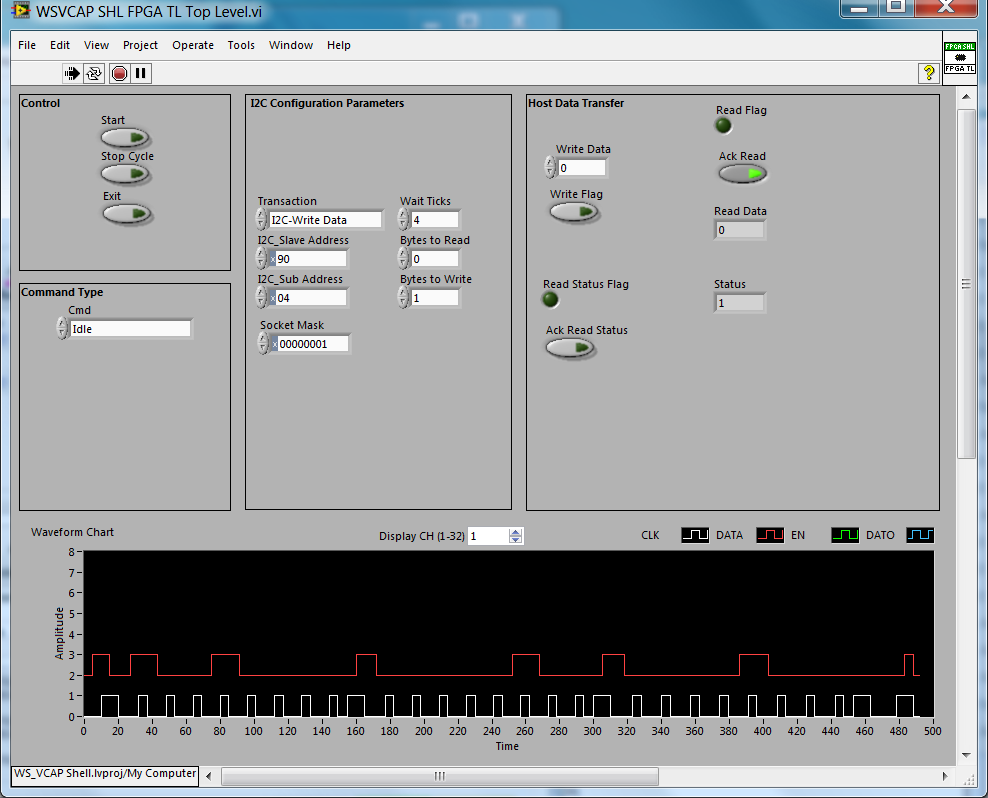 WSVCAP SHL FPGA TL Top Level.vi
File Edit View Project Operate Tools Window Help
FPGA SHL
FPGA TL
?
Control
Start
Stop Cycle
Exit
Command Type
Cmd
Idle
I2C Configuration Parameters
Transaction Wait Ticks
I2C-Write Data 4
I2C_Slave Address Bytes to Read
x 90 0
I2C_Sub Address Bytes to Write
x 04 1
Socket Mask
x 00000001
Host Data Transfer
Read Flag
Write Data Ack Read
0
Write Flag
Read Data
0
Read Status Flag Status
1
Ack Read Status
Waveform Chart Display CH (1-32) 1 CLK DATA EN DATO
Amplitude
8
7
6
5
4
3
2
1
0
0 20 40 60 80 100 120 140 160 180 200 220 240 260 280 300 320 340 360 380 400 420 440 460 480 500
Time
WS_VCAP Shell.lvproj/My Computer